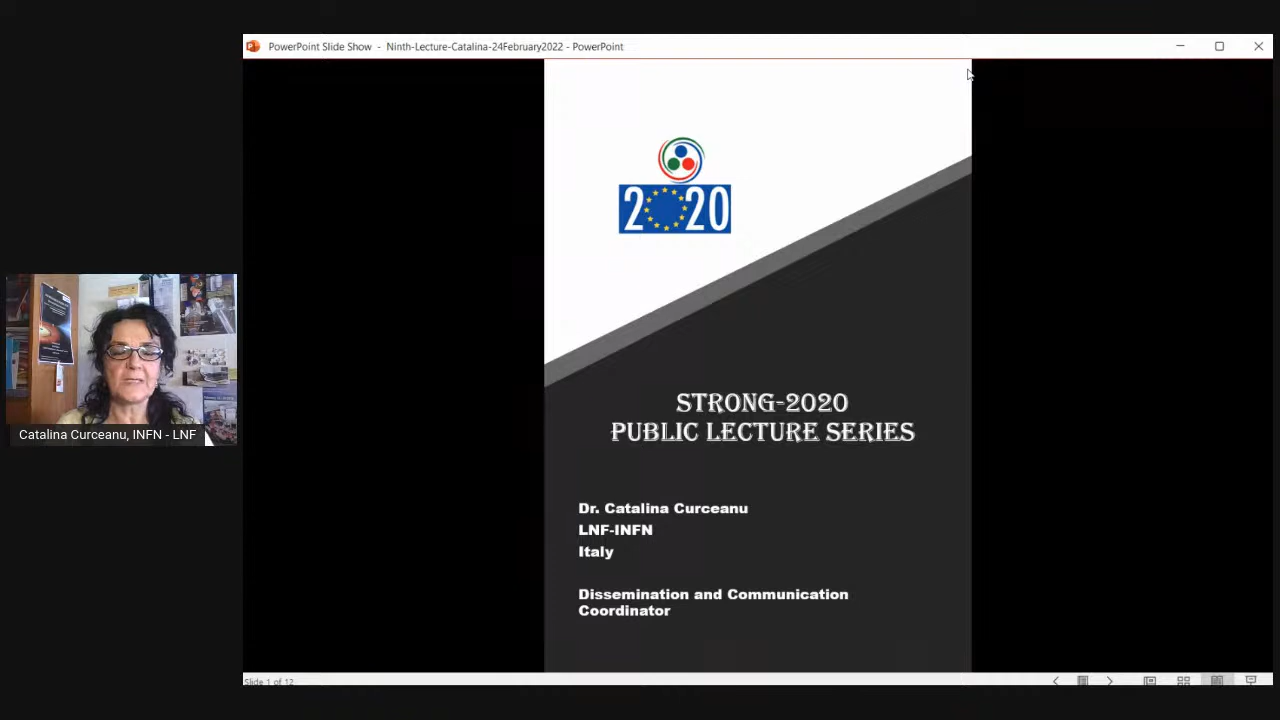 PowerPoint Slide Show - Ninth-Lecture-Catalina-24February2022 - PowerPoint
2020
STRONG-2020
PUBLIC LECTURE SERIES
Dr. Catalina Curceanu
LNF-INFN
Italy
Dissemination and Communication
Coordinator
Catalina Curceanu, INFN - LNF
Slide 1 of 12